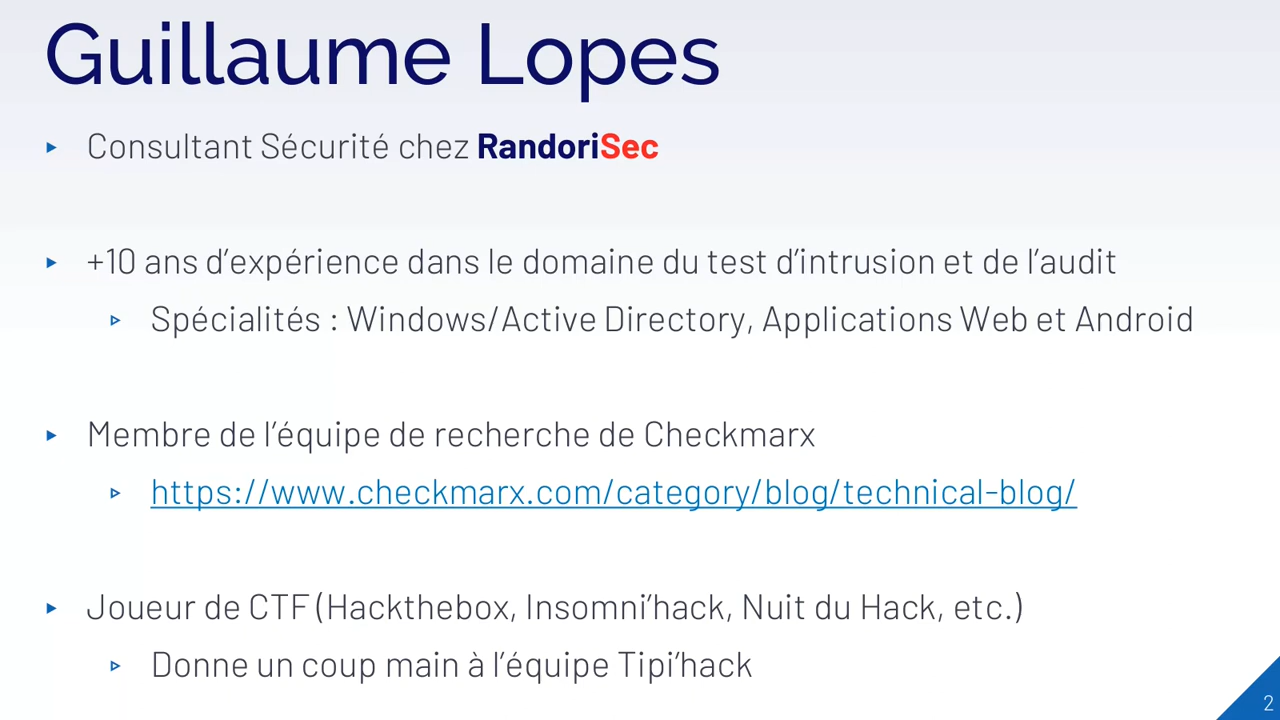 Guillaume Lopes
Consultant Sécurité chez RandoriSec
+10 ans d’expérience dans le domaine du test d’intrusion et de l’audit
Spécialités : Windows/Active Directory, Applications Web et Android
Membre de l’équipe de recherche de Checkmarx
https://www.checkmarx.com/category/blog/technical-blog/
Joueur de CTF (Hackthebox, Insomni’hack, Nuit du Hack, etc.)
Donne un coup main à l’équipe Tipi’hack
2